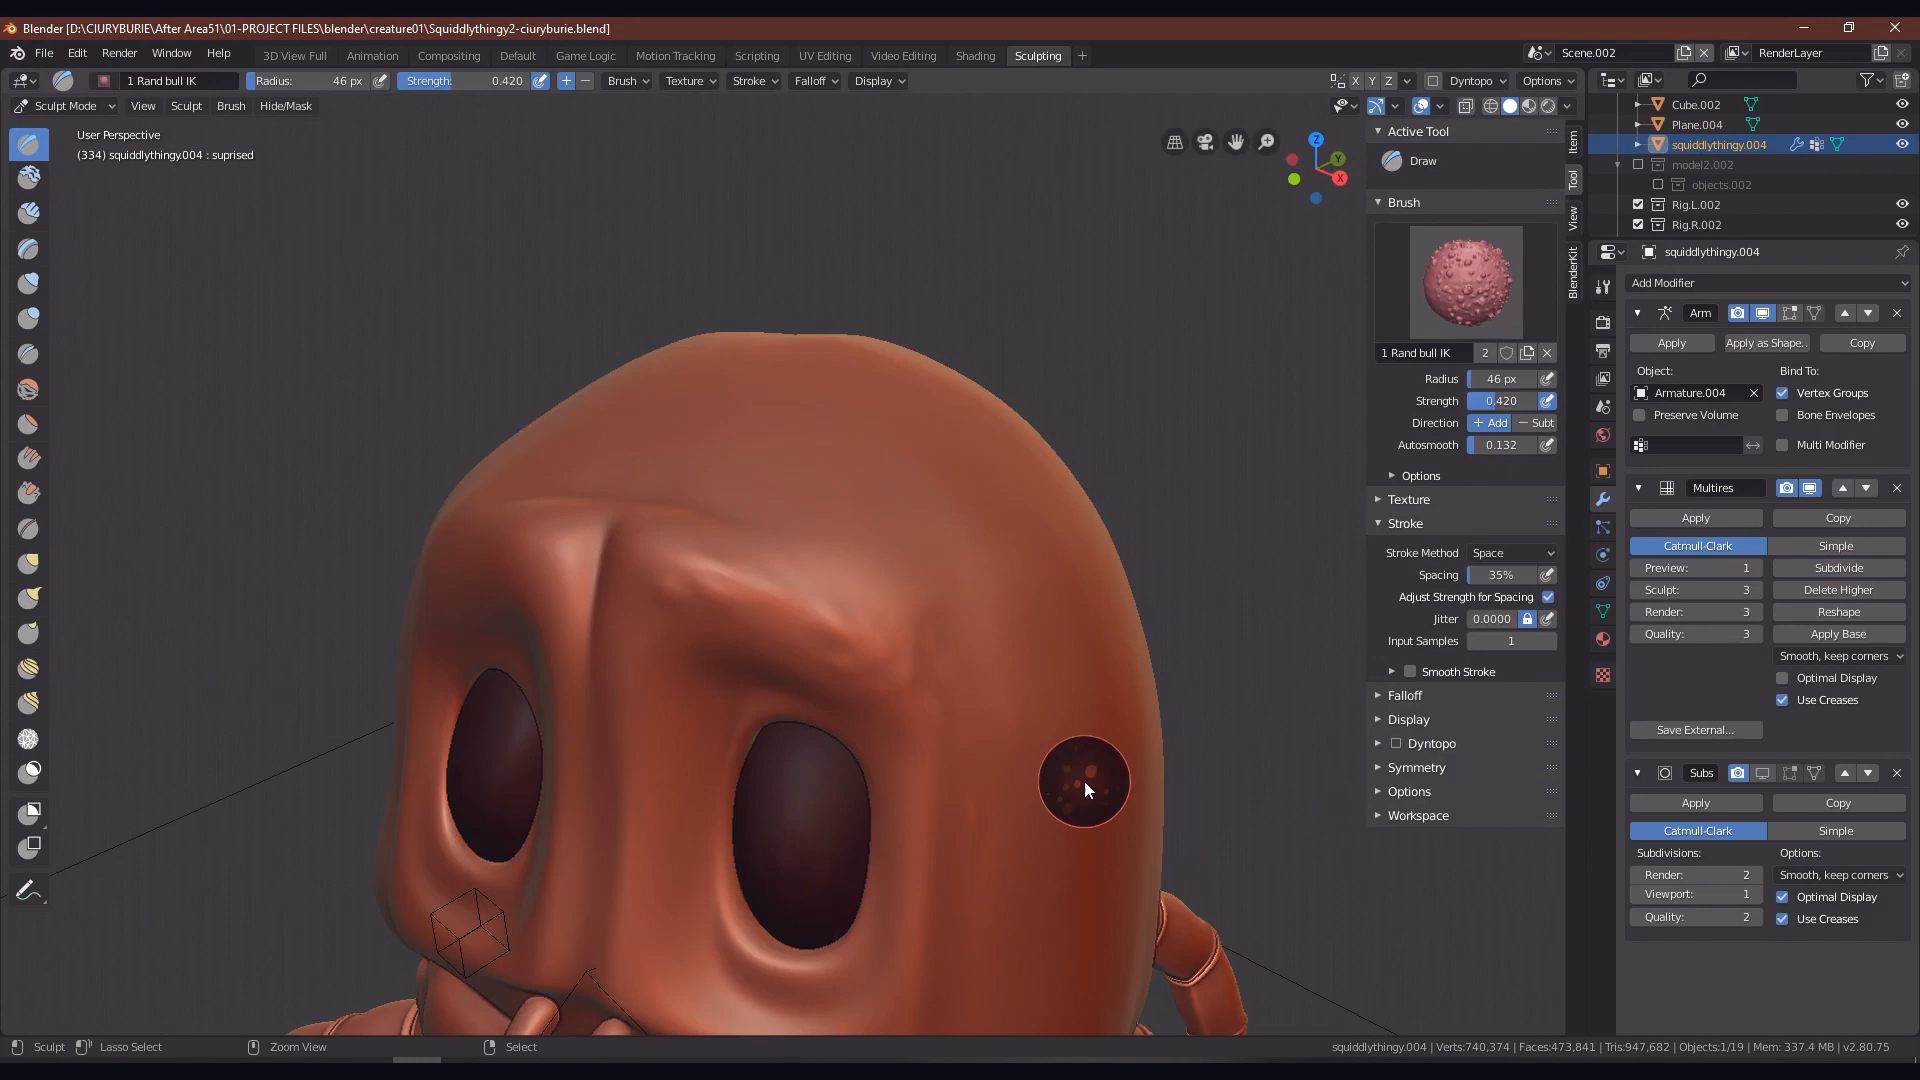 Blender [D:\CIURYBURIE\After Area51\01-PROJECT FILES\blender\creature01\Squiddlythingy2-ciuryburie.blend]
File Edit Render Window Help 3D View Full Animation Compositing Default Game Logic Motion Tracking Scripting UV Editing Video Editing Shading Sculpting + Scene.002 RenderLayer
1 Rand bull IK Radius: 46 px Strength: 0.420 + − Brush Texture Stroke Falloff Display X Y Z Dyntopo Options
Sculpt Mode View Sculpt Brush Hide/Mask
User Perspective
(334) squiddlythingy.004 : suprised
Z
Y
X
Active Tool
Draw
Brush
1 Rand bull IK 2
Radius 46 px
Strength 0.420
Direction + Add − Subt
Autosmooth 0.132
Options
Texture
Stroke
Stroke Method Space
Spacing 35%
Adjust Strength for Spacing
Jitter 0.0000
Input Samples 1
Smooth Stroke
Falloff
Display
Dyntopo
Symmetry
Options
Workspace
Item
Tool
View
BlenderKit
Cube.002
Plane.004
squiddlythingy.004
model2.002
objects.002
Rig.L.002
Rig.R.002
squiddlythingy.004
Add Modifier
Arm
Apply Apply as Shape.. Copy
Object: Bind To:
Armature.004 Vertex Groups
Preserve Volume Bone Envelopes
Multi Modifier
Multires
Apply Copy
Catmull-Clark Simple
Preview: 1 Subdivide
Sculpt: 3 Delete Higher
Render: 3 Reshape
Quality: 3 Apply Base
Smooth, keep corners
Optimal Display
Use Creases
Save External...
Subs
Apply Copy
Catmull-Clark Simple
Subdivisions: Options:
Render: 2 Smooth, keep corners
Viewport: 1 Optimal Display
Quality: 2 Use Creases
Sculpt Lasso Select Zoom View Select squiddlythingy.004 | Verts:740,374 | Faces:473,841 | Tris:947,682 | Objects:1/19 | Mem: 337.4 MB | v2.80.75